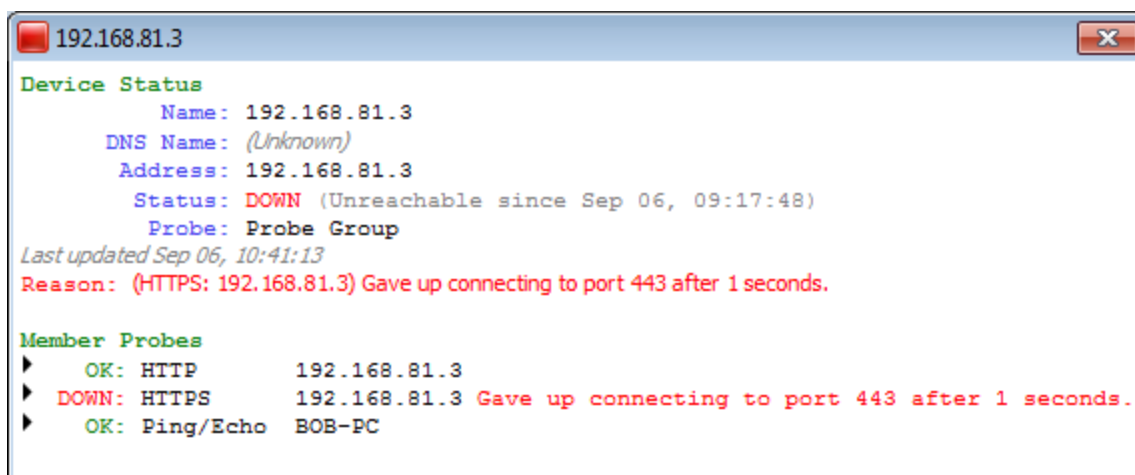 192.168.81.3
Device Status
Name: 192.168.81.3
DNS Name: (Unknown)
Address: 192.168.81.3
Status: DOWN (Unreachable since Sep 06, 09:17:48)
Probe: Probe Group
Last updated Sep 06, 10:41:13
Reason: (HTTPS: 192.168.81.3) Gave up connecting to port 443 after 1 seconds.
Member Probes
OK: HTTP 192.168.81.3
DOWN: HTTPS 192.168.81.3 Gave up connecting to port 443 after 1 seconds.
OK: Ping/Echo BOB-PC